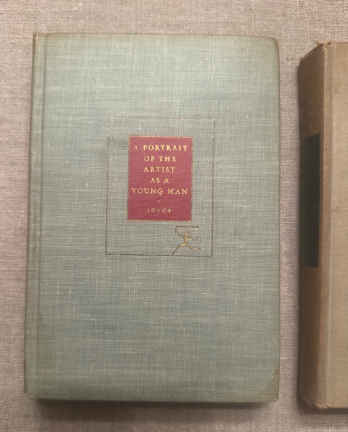 A PORTRAIT
OF THE
ARTIST
AS A
YOUNG MAN
JOYCE